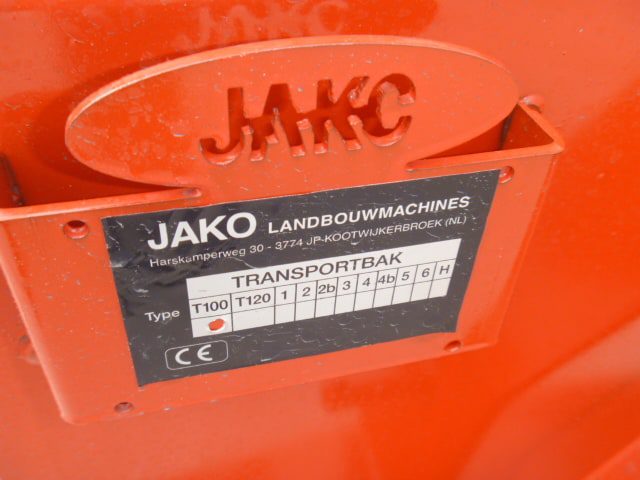 JAKO
JAKO LANDBOUWMACHINES
Harskamperweg 30 - 3774 JP-KOOTWIJKERBROEK (NL)
TRANSPORTBAK
Type T100 T120 1 2 2b 3 4 4b 5 6 H
CE